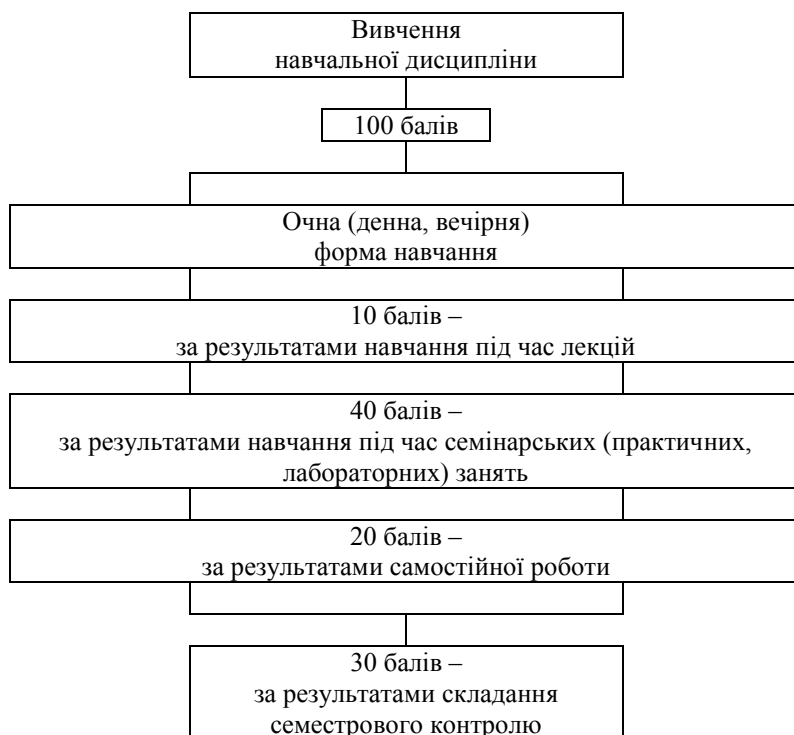 Вивчення
навчальної дисципліни
100 балів
Очна (денна, вечірня)
форма навчання
10 балів –
за результатами навчання під час лекцій
40 балів –
за результатами навчання під час семінарських (практичних,
лабораторних) занять
20 балів –
за результатами самостійної роботи
30 балів –
за результатами складання
семестрового контролю